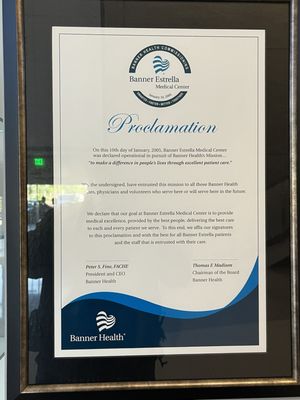 BANNER HEALTH COMMISSIONING
Banner Estrella
Medical Center
January 10, 2005
Proclamation
On this 10th day of January, 2005, Banner Estrella Medical Center
was declared operational in pursuit of Banner Health's Mission...
"to make a difference in people's lives through excellent patient care."
We the undersigned, have entrusted this mission to all those Banner Health
physicians and volunteers who serve here or will serve here in the future.
We declare that our goal at Banner Estrella Medical Center is to provide
medical excellence, provided by the best people, delivering the best care
to each and every patient we serve. To this end, we affix our signatures
to this proclamation and wish the best for all Banner Estrella patients
and the staff that is entrusted with their care.
Peter S. Fine, FACHE
President and CEO
Banner Health
Thomas F. Madison
Chairman of the Board
Banner Health
Banner Health